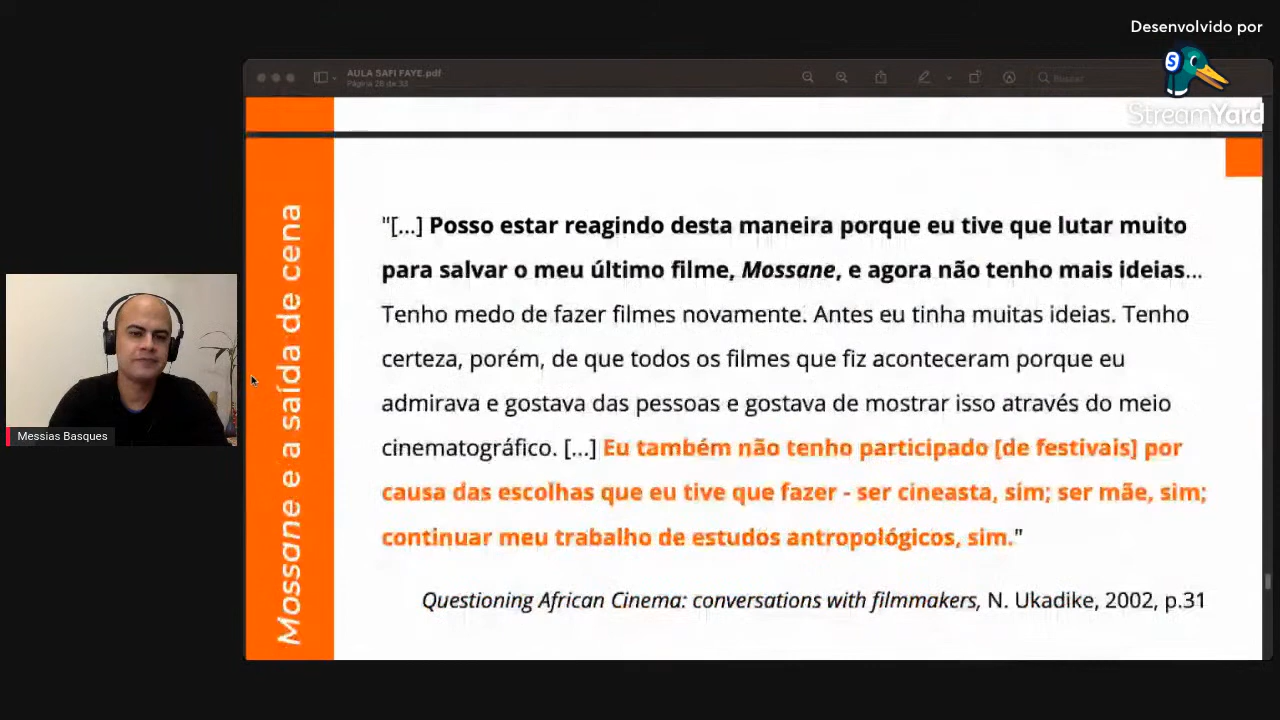 Desenvolvido por
StreamYard
AULA SAFI FAYE.pdf
Página 28 de 33
Buscar
Mossane e a saída de cena
"[...] Posso estar reagindo desta maneira porque eu tive que lutar muito
para salvar o meu último filme, Mossane, e agora não tenho mais ideias...
Tenho medo de fazer filmes novamente. Antes eu tinha muitas ideias. Tenho
certeza, porém, de que todos os filmes que fiz aconteceram porque eu
admirava e gostava das pessoas e gostava de mostrar isso através do meio
cinematográfico. [...] Eu também não tenho participado [de festivais] por
causa das escolhas que eu tive que fazer - ser cineasta, sim; ser mãe, sim;
continuar meu trabalho de estudos antropológicos, sim."
Questioning African Cinema: conversations with filmmakers, N. Ukadike, 2002, p.31
Messias Basques